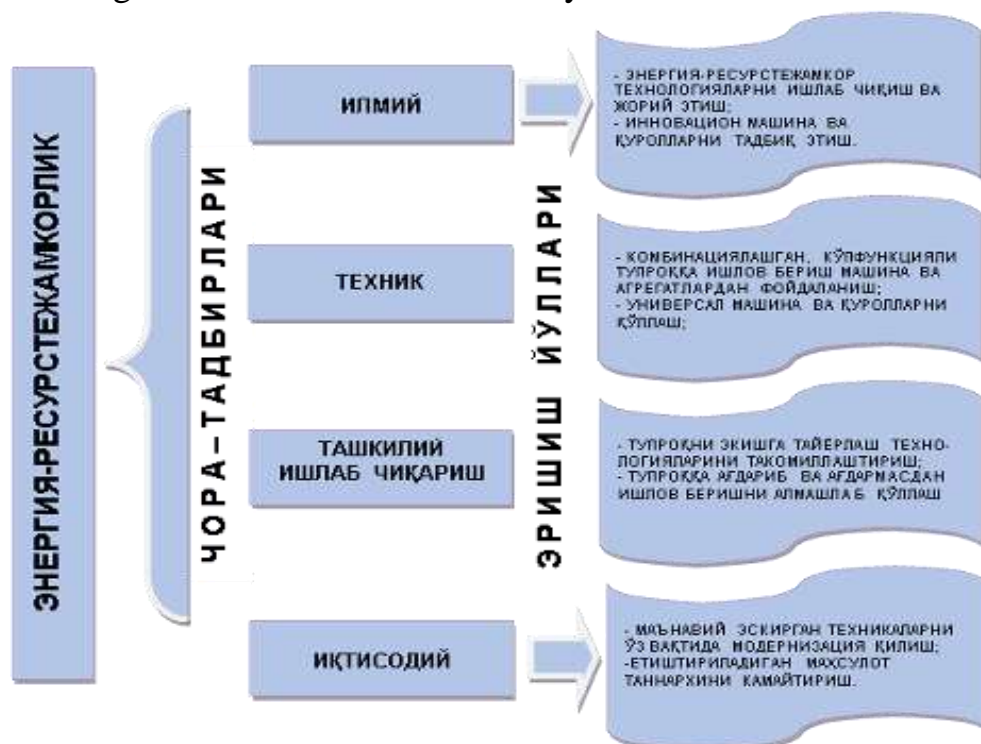 ЭНЕРГИЯ-РЕСУРСТЕЖАМКОРЛИК
ЧОРА–ТАДБИРЛАРИ
ИЛМИЙ
ТЕХНИК
ТАШКИЛИЙ
ИШЛАБ ЧИҚАРИШ
ИҚТИСОДИЙ
ЭРИШИШ ЙЎЛЛАРИ
- ЭНЕРГИЯ-РЕСУРСТЕЖАМКОР
ТЕХНОЛОГИЯЛАРНИ ИШЛАБ ЧИҚИШ ВА
ЖОРИЙ ЭТИШ;
- ИННОВАЦИОН МАШИНА ВА
ҚУРОЛЛАРНИ ТАДБИҚ ЭТИШ.
- КОМБИНАЦИЯЛАШГАН, КЎПФУНКЦИЯЛИ
ТУПРОҚҚА ИШЛОВ БЕРИШ МАШИНА ВА
АГРЕГАТЛАРДАН ФОЙДАЛАНИШ;
- УНИВЕРСАЛ МАШИНА ВА ҚУРОЛЛАРНИ
ҚЎЛЛАШ;
- ТУПРОҚНИ ЭКИШГА ТАЙЁРЛАШ ТЕХНО-
ЛОГИЯЛАРИНИ ТАКОМИЛЛАШТИРИШ;
- ТУПРОҚҚА АҒДАРИБ ВА АҒДАРМАСДАН
ИШЛОВ БЕРИШНИ АЛМАШЛАБ ҚЎЛЛАШ
- МАЪНАВИЙ ЭСКИРГАН ТЕХНИКАЛАРНИ
ЎЗ ВАҚТИДА МОДЕРНИЗАЦИЯ ҚИЛИШ;
-ЕТИШТИРИЛАДИГАН МАХСУЛОТ
ТАННАРХИНИ КАМАЙТИРИШ.